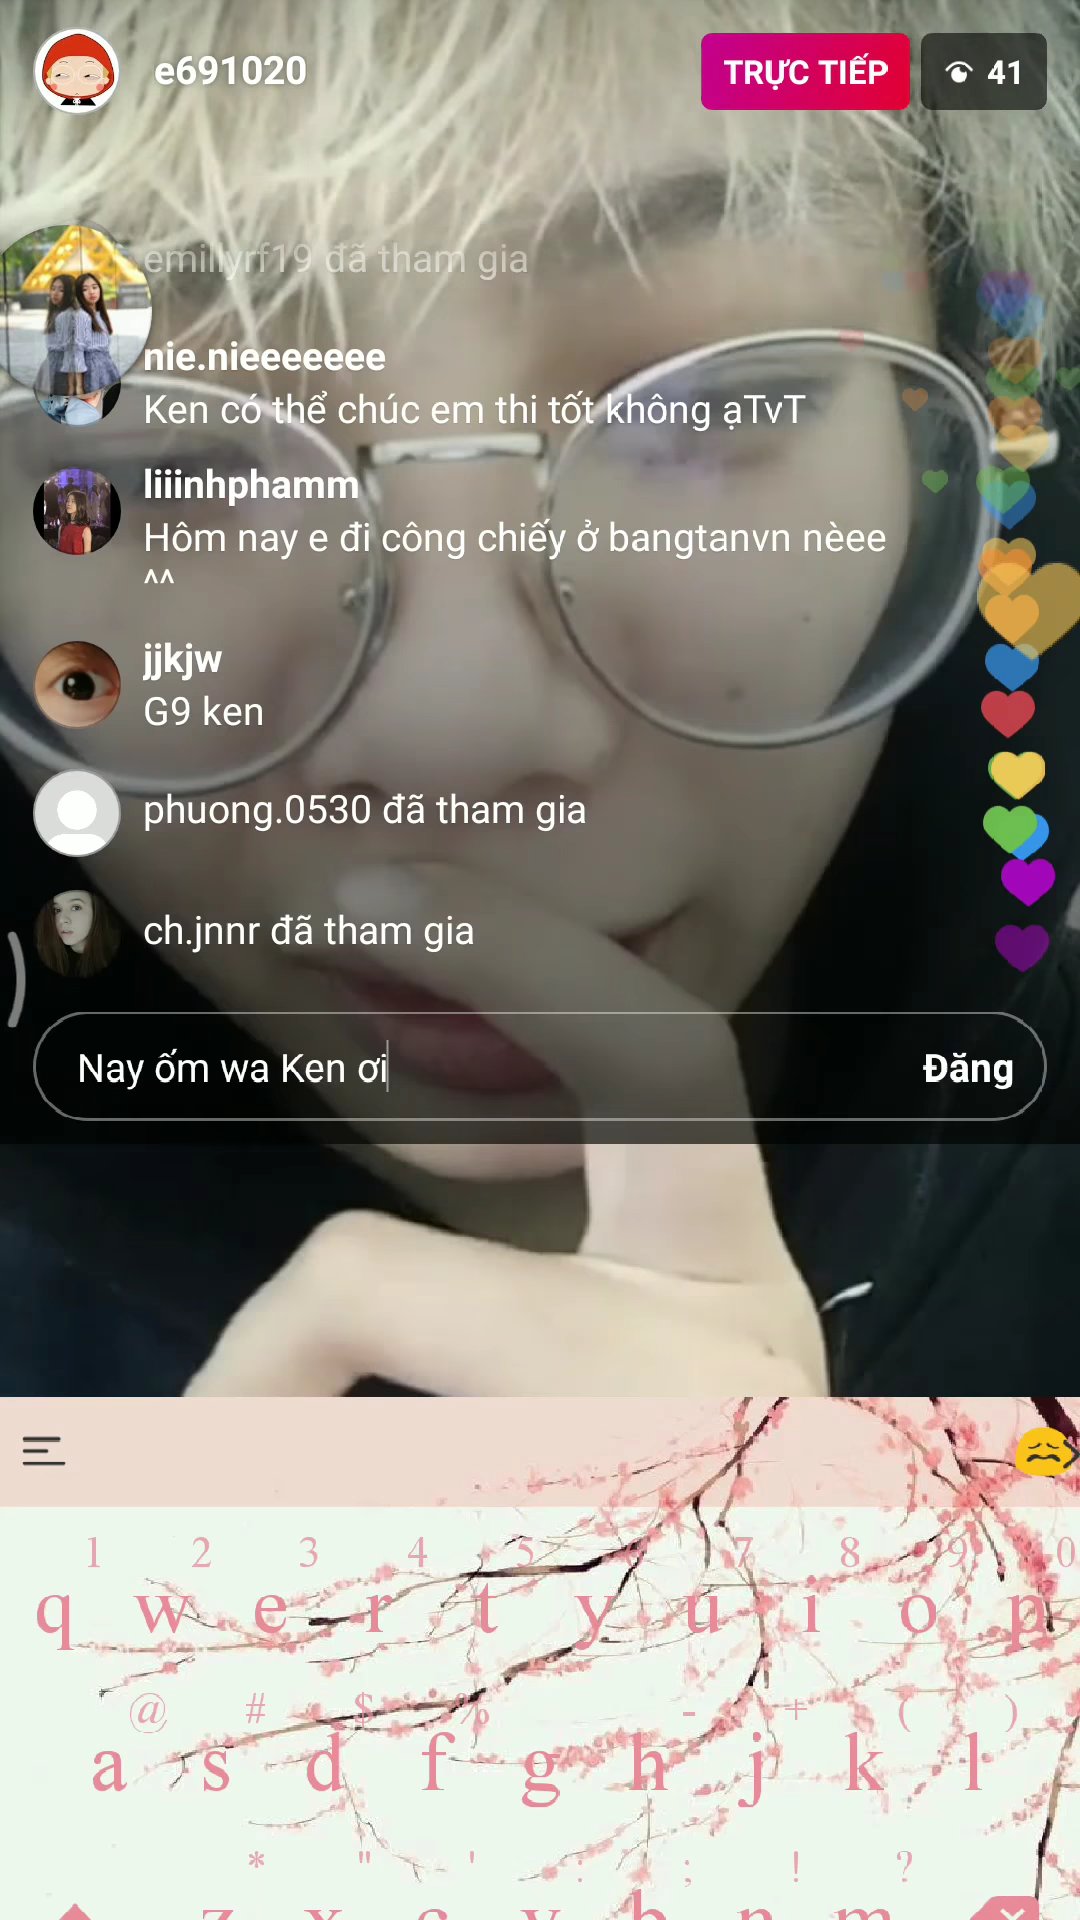 e691020
TRỰC TIẾP
41
emillyrf19 đã tham gia
nie.nieeeeeee
Ken có thể chúc em thi tốt không ạTvT
liiinhphamm
Hôm nay e đi công chiếy ở bangtanvn nèee
^^
jjkjw
G9 ken
phuong.0530 đã tham gia
ch.jnnr đã tham gia
Nay ốm wa Ken ơi
Đăng
1 2 3 4 5 6 7 8 9 0
q w e r t y u i o p
@ # $ % - + ( )
a s d f g h j k l
* " ' : ; ! ?
z x c v b n m